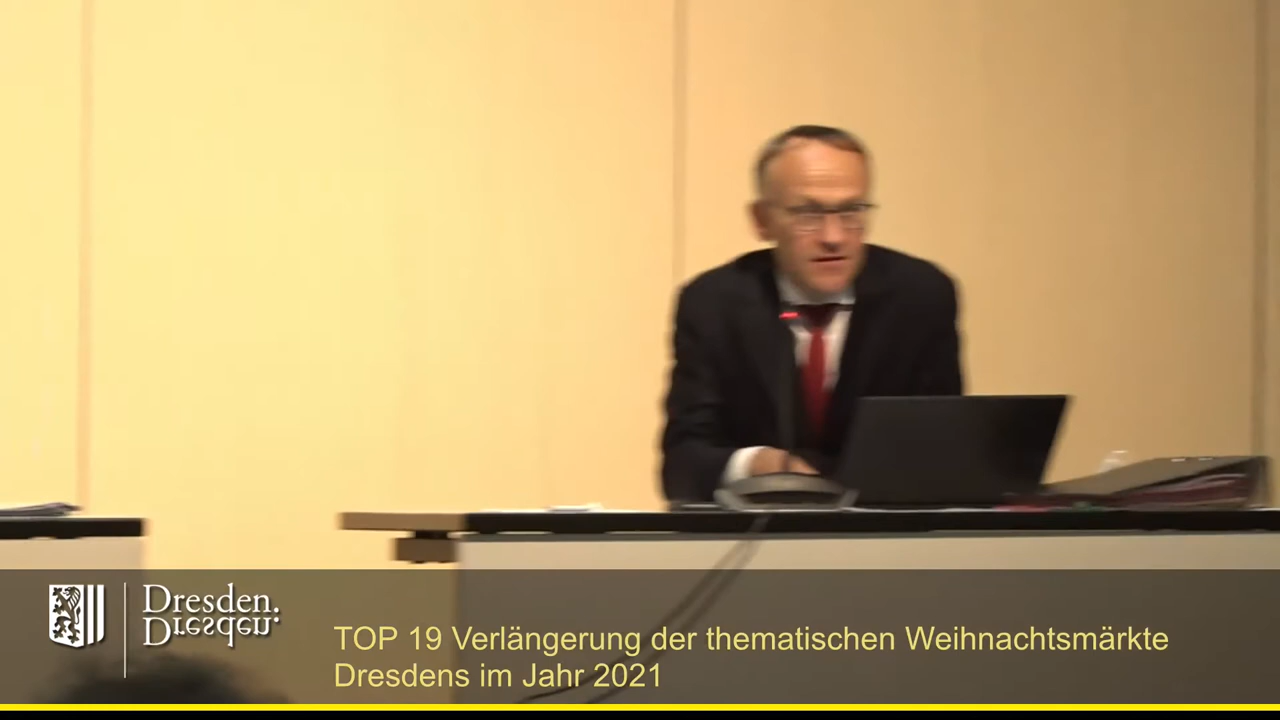 Dresden.
Dresden.
TOP 19 Verlängerung der thematischen Weihnachtsmärkte
Dresdens im Jahr 2021